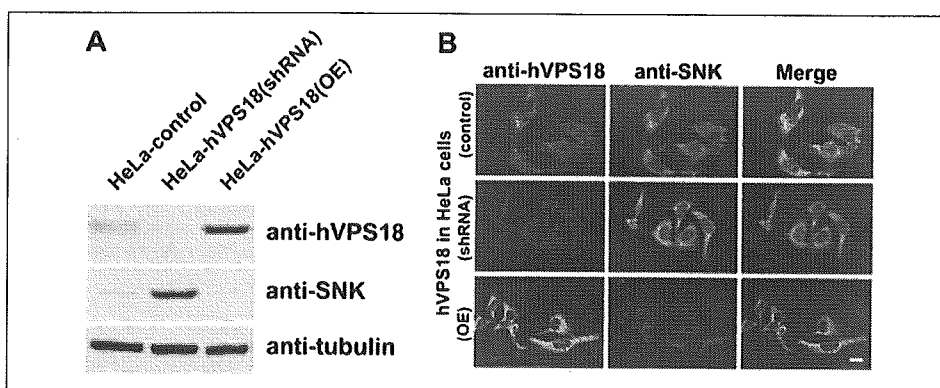 A
HeLa-control
HeLa-hVPS18(shRNA)
HeLa-hVPS18(OE)
anti-hVPS18
anti-SNK
anti-tubulin
B
anti-hVPS18 anti-SNK Merge
hVPS18 in HeLa cells
(control)
(shRNA)
(OE)